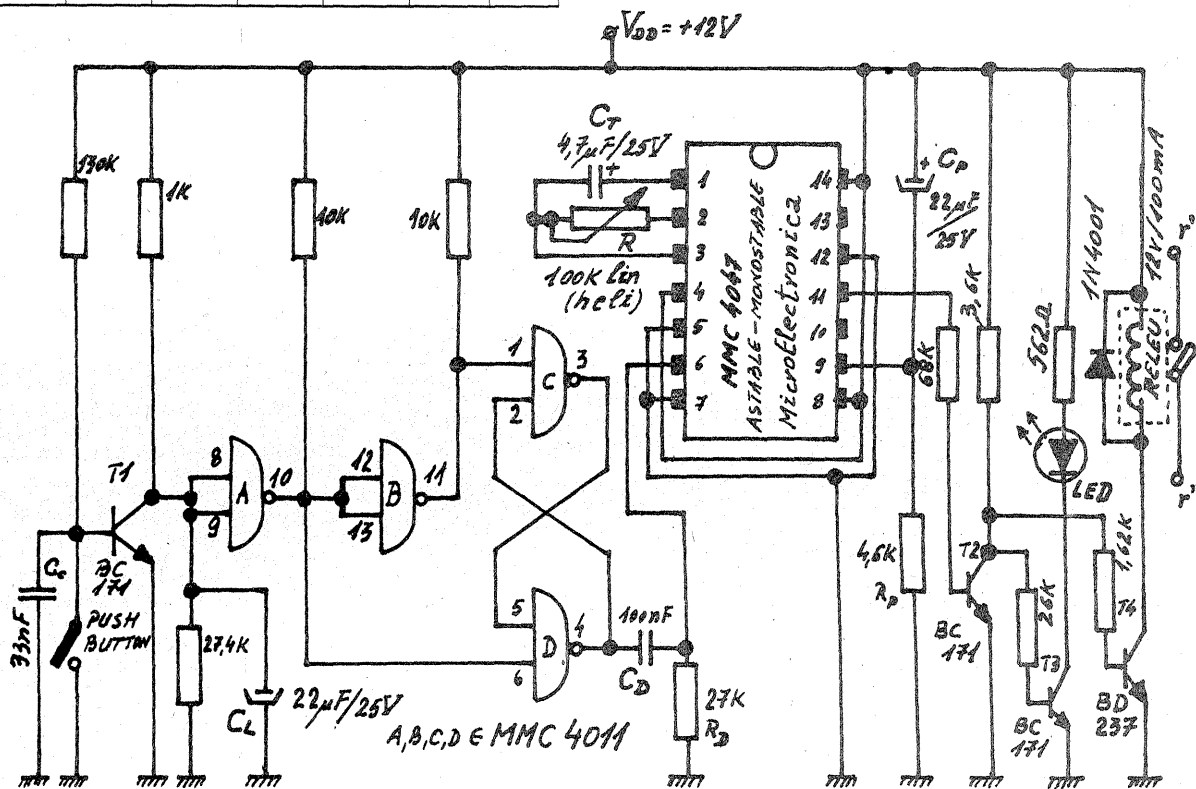 VDD = +12V
CT
4,7µF/25V
130K
1K
10K
10K
R
100K lin
(heli)
1
2
3
4
5
6
7
14
13
12
11
10
9
8
MMC 4047
ASTABLE-MONOSTABLE
MicroElectronica
+ Cp
22µF/25V
68K
3,6K
562Ω
1N4001
12V/100mA
RELEU
r₀
r'
1
2
3
C
T1
8
9
10
A
12
13
11
B
BC
171
Cc
33nF
PUSH
BUTTON
27,4K
CL
22µF/25V
5
6
4
D
100nF
CD
27K
RD
A,B,C,D ∈ MMC 4011
4,6K
Rp
T2
BC
171
LED
26K
T3
BC
171
1,62K
T4
BD
237